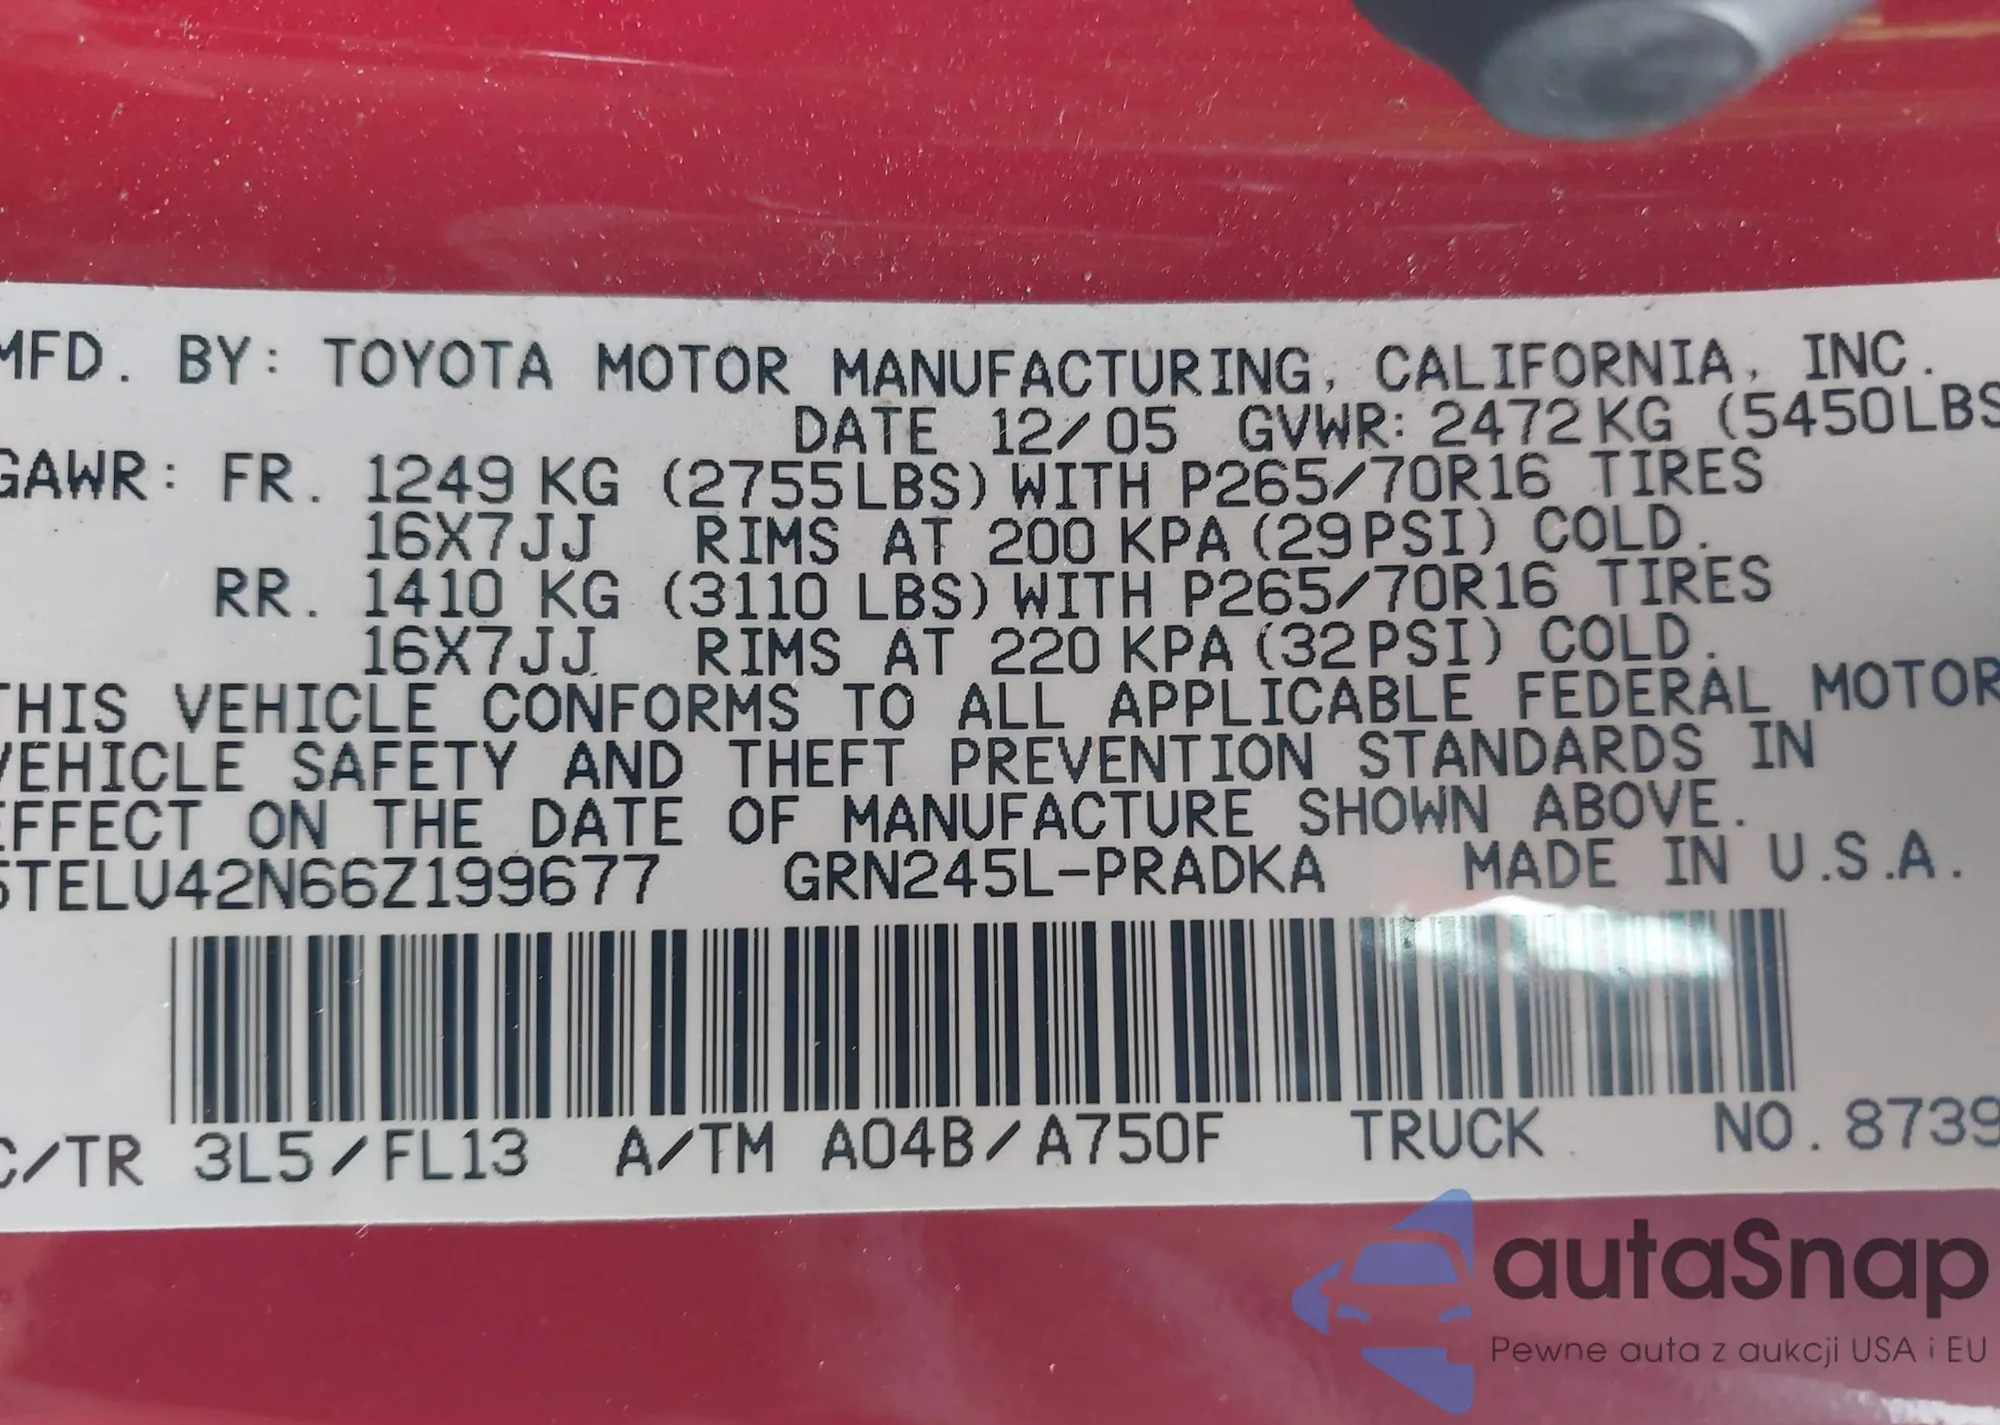 MFD. BY: TOYOTA MOTOR MANUFACTURING, CALIFORNIA, INC.
DATE 12/05 GVWR: 2472 KG (5450LBS
GAWR: FR. 1249 KG (2755LBS) WITH P265/70R16 TIRES
16X7JJ RIMS AT 200 KPA (29PSI) COLD.
RR. 1410 KG (3110 LBS) WITH P265/70R16 TIRES
16X7JJ RIMS AT 220 KPA (32PSI) COLD.
THIS VEHICLE CONFORMS TO ALL APPLICABLE FEDERAL MOTOR
VEHICLE SAFETY AND THEFT PREVENTION STANDARDS IN
EFFECT ON THE DATE OF MANUFACTURE SHOWN ABOVE.
5TELU42N66Z199677 GRN245L-PRADKA MADE IN U.S.A.
C/TR 3L5/FL13 A/TM A04B/A750F TRUCK NO. 8739
autaSnap
Pewne auta z aukcji USA i EU